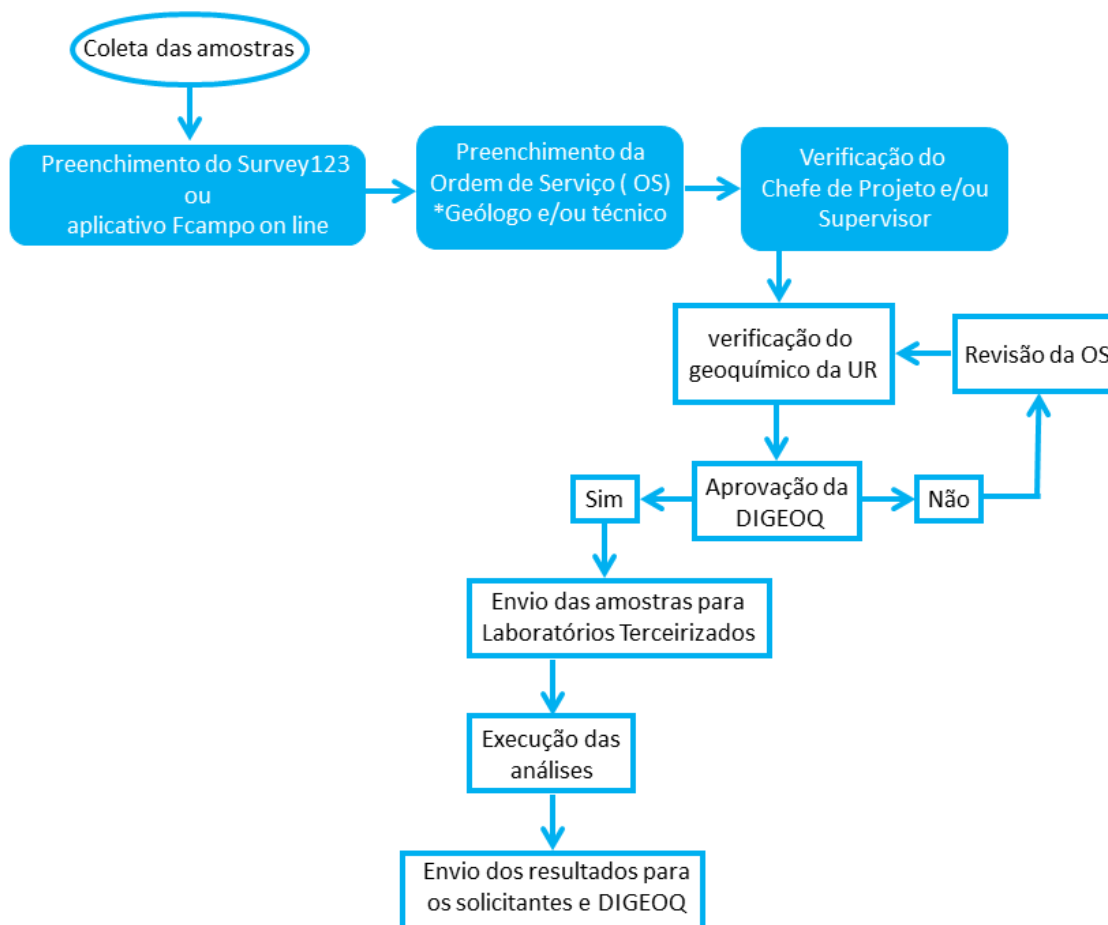 Coleta das amostras
Preenchimento do Survey123
ou
aplicativo Fcampo on line
Preenchimento da
Ordem de Serviço ( OS)
*Geólogo e/ou técnico
Verificação do
Chefe de Projeto e/ou
Supervisor
verificação do
geoquímico da UR
Revisão da OS
Aprovação da
DIGEOQ
Sim
Não
Envio das amostras para
Laboratórios Terceirizados
Execução das
análises
Envio dos resultados para
os solicitantes e DIGEOQ